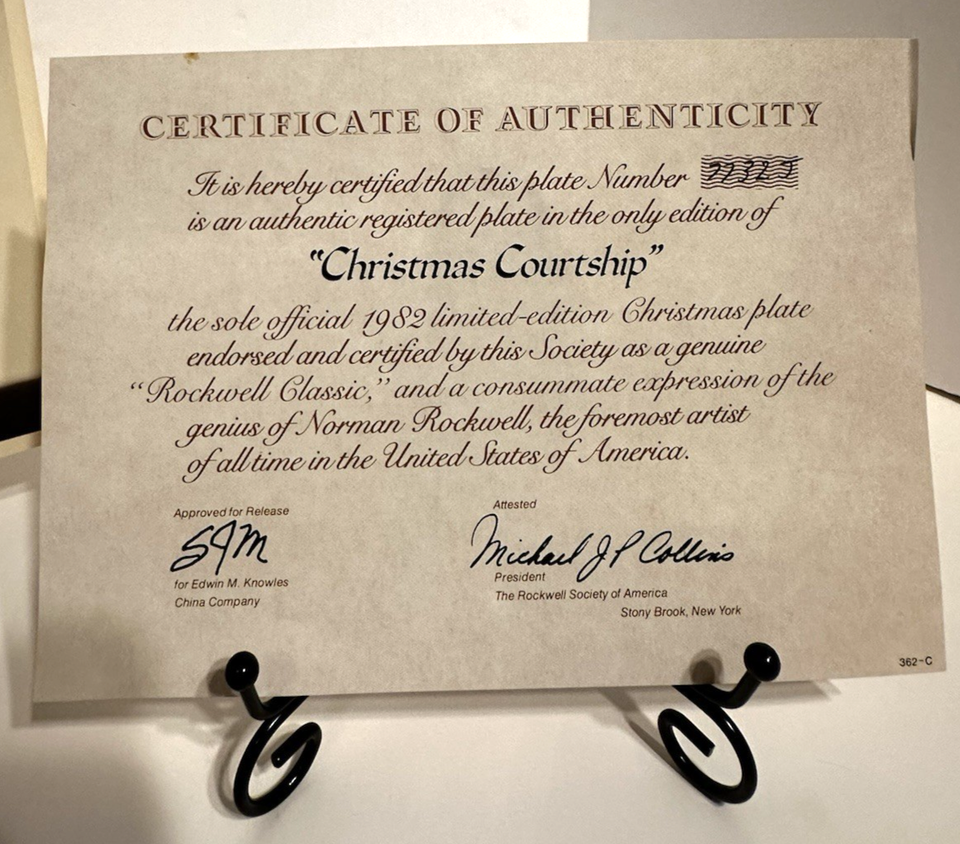 CERTIFICATE OF AUTHENTICITY
It is hereby certified that this plate Number
is an authentic registered plate in the only edition of
“Christmas Courtship”
the sole official 1982 limited-edition Christmas plate
endorsed and certified by this Society as a genuine
“Rockwell Classic,” and a consummate expression of the
genius of Norman Rockwell, the foremost artist
of all time in the United States of America.
Approved for Release
SJM
for Edwin M. Knowles
China Company
Attested
Michael J P Collins
President
The Rockwell Society of America
Stony Brook, New York
362-C